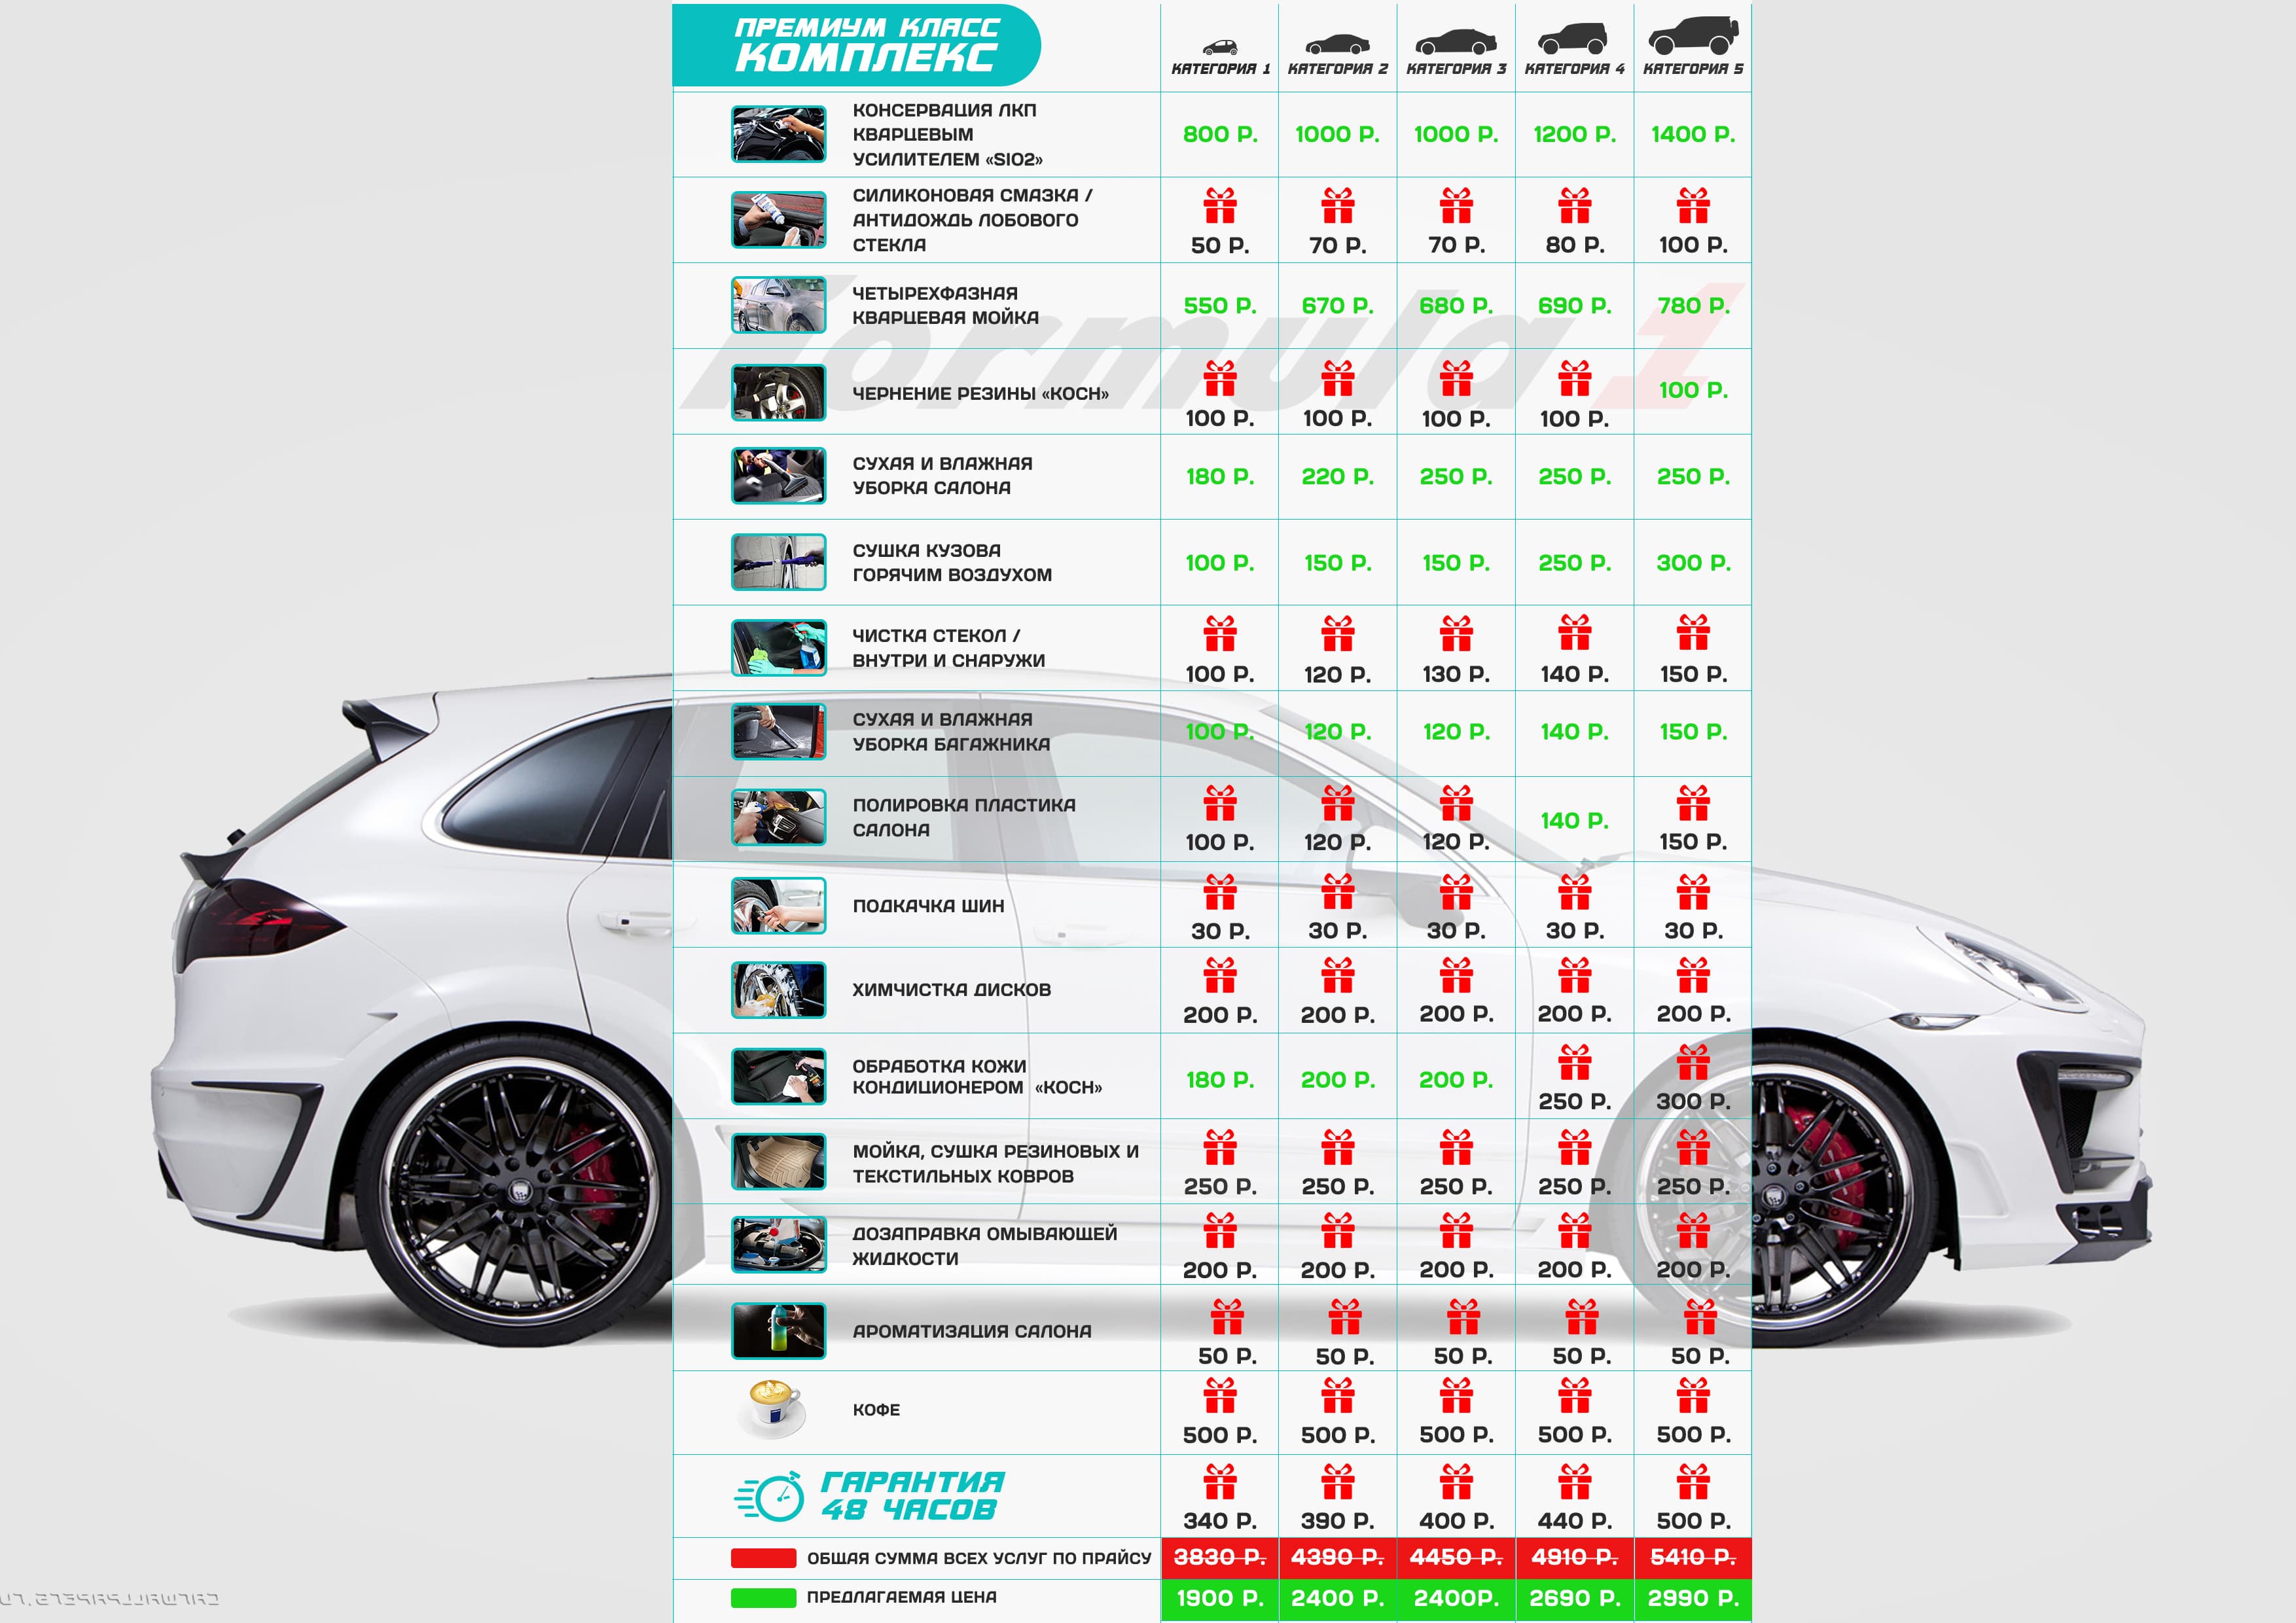 ПРЕМИУМ КЛАСС
КОМПЛЕКС
КАТЕГОРИЯ 1 КАТЕГОРИЯ 2 КАТЕГОРИЯ 3 КАТЕГОРИЯ 4 КАТЕГОРИЯ 5
КОНСЕРВАЦИЯ ЛКП
КВАРЦЕВЫМ
УСИЛИТЕЛЕМ «SIO2»
800 Р. 1000 Р. 1000 Р. 1200 Р. 1400 Р.
СИЛИКОНОВАЯ СМАЗКА /
АНТИДОЖДЬ ЛОБОВОГО
СТЕКЛА
50 Р. 70 Р. 70 Р. 80 Р. 100 Р.
ЧЕТЫРЕХФАЗНАЯ
КВАРЦЕВАЯ МОЙКА
550 Р. 670 Р. 680 Р. 690 Р. 780 Р.
Formula 1
ЧЕРНЕНИЕ РЕЗИНЫ «KOCH»
100 Р. 100 Р. 100 Р. 100 Р. 100 Р.
СУХАЯ И ВЛАЖНАЯ
УБОРКА САЛОНА
180 Р. 220 Р. 250 Р. 250 Р. 250 Р.
СУШКА КУЗОВА
ГОРЯЧИМ ВОЗДУХОМ
100 Р. 150 Р. 150 Р. 250 Р. 300 Р.
ЧИСТКА СТЕКОЛ /
ВНУТРИ И СНАРУЖИ
100 Р. 120 Р. 130 Р. 140 Р. 150 Р.
СУХАЯ И ВЛАЖНАЯ
УБОРКА БАГАЖНИКА
100 Р. 120 Р. 120 Р. 140 Р. 150 Р.
ПОЛИРОВКА ПЛАСТИКА
САЛОНА
100 Р. 120 Р. 120 Р. 140 Р. 150 Р.
ПОДКАЧКА ШИН
30 Р. 30 Р. 30 Р. 30 Р. 30 Р.
ХИМЧИСТКА ДИСКОВ
200 Р. 200 Р. 200 Р. 200 Р. 200 Р.
ОБРАБОТКА КОЖИ
КОНДИЦИОНЕРОМ «KOCH»
180 Р. 200 Р. 200 Р. 250 Р. 300 Р.
МОЙКА, СУШКА РЕЗИНОВЫХ И
ТЕКСТИЛЬНЫХ КОВРОВ
250 Р. 250 Р. 250 Р. 250 Р. 250 Р.
ДОЗАПРАВКА ОМЫВАЮЩЕЙ
ЖИДКОСТИ
200 Р. 200 Р. 200 Р. 200 Р. 200 Р.
АРОМАТИЗАЦИЯ САЛОНА
50 Р. 50 Р. 50 Р. 50 Р. 50 Р.
КОФЕ
500 Р. 500 Р. 500 Р. 500 Р. 500 Р.
ГАРАНТИЯ
48 ЧАСОВ
340 Р. 390 Р. 400 Р. 440 Р. 500 Р.
ОБЩАЯ СУММА ВСЕХ УСЛУГ ПО ПРАЙСУ 3830 Р. 4390 Р. 4450 Р. 4910 Р. 5410 Р.
ПРЕДЛАГАЕМАЯ ЦЕНА 1900 Р. 2400 Р. 2400Р. 2690 Р. 2990 Р.